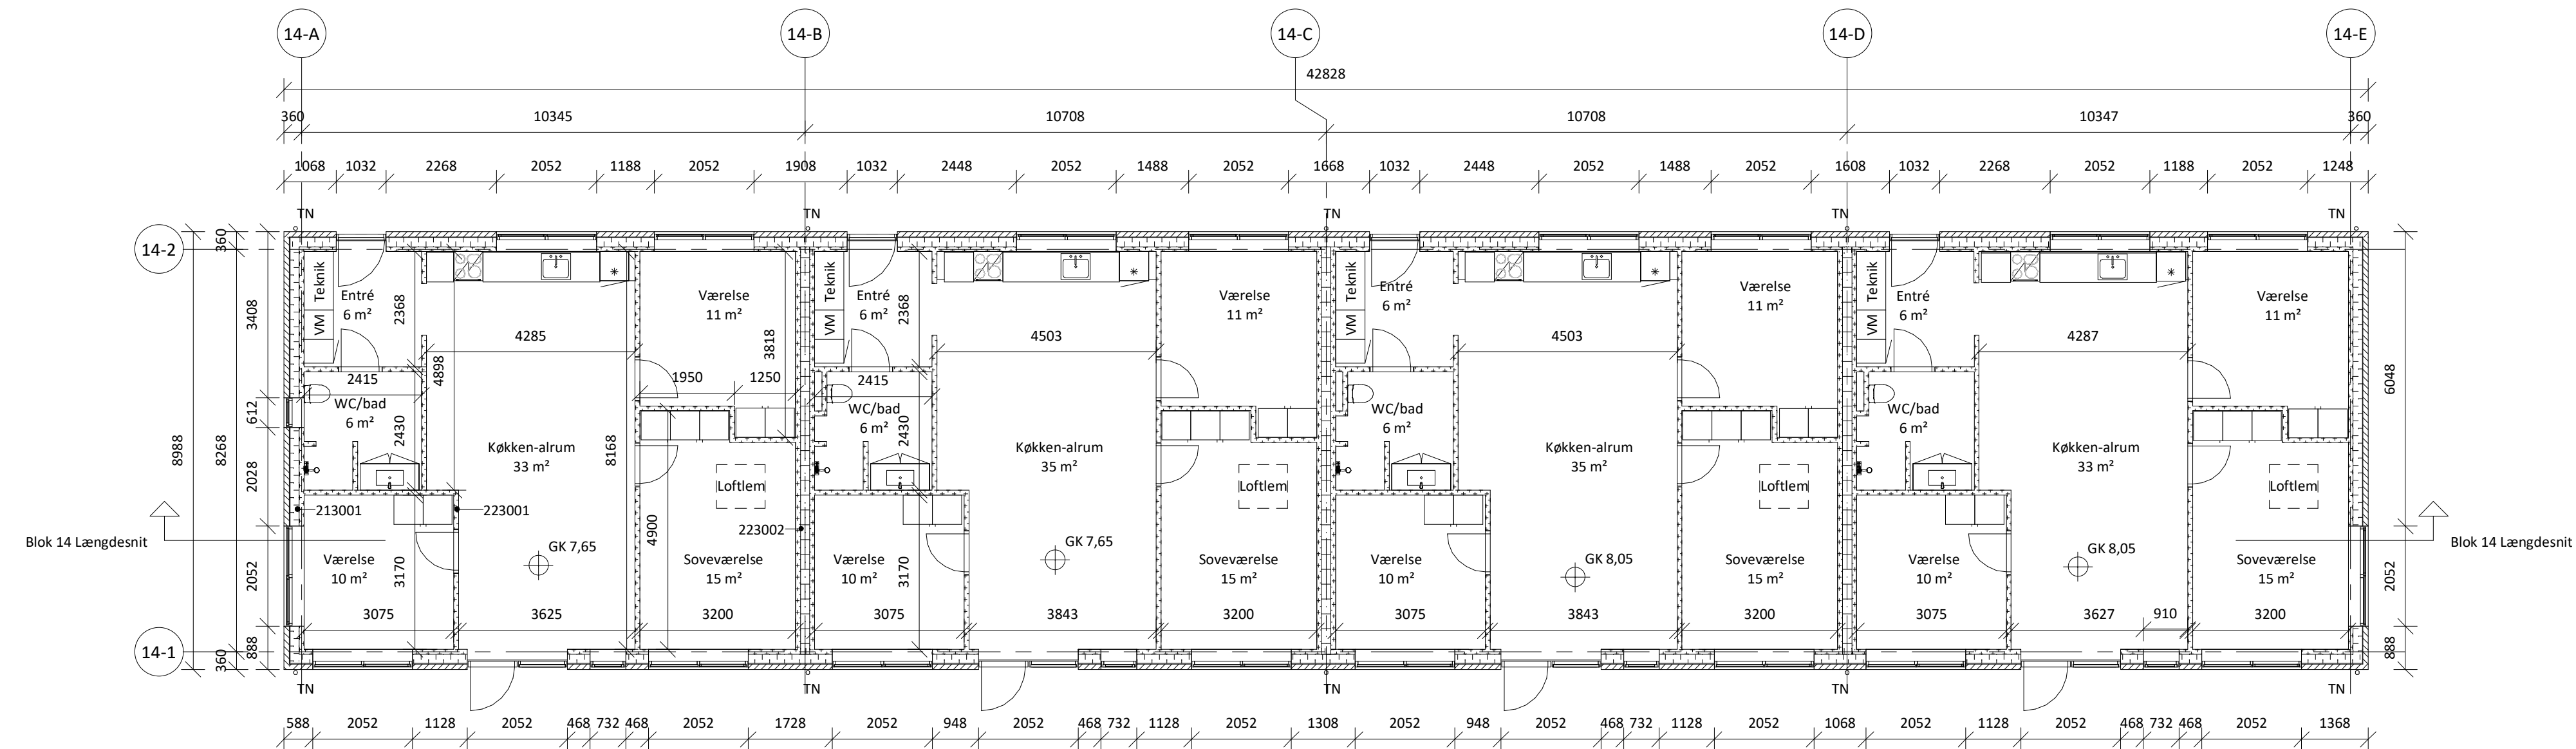 14-A 14-B 14-C 14-D 14-E
42828
360 10345 10708 10708 10347 360
1068 1032 2268 2052 1188 2052 1908 1032 2448 2052 1488 2052 1668 1032 2448 2052 1488 2052 1608 1032 2268 2052 1188 2052 1248
TN TN TN TN TN
14-2
360
3408
612
2028
2052
888
360
8268
8988
14-1
Teknik
VM
Entré
6 m²
2368
4898
4285
Værelse
11 m²
3818
1950 1250
2415
WC/bad
6 m²
2430
Køkken-alrum
33 m²
8168
Loftlem
213001
223001
223002
4900
Værelse
10 m²
3170
GK 7,65
Soveværelse
15 m²
3075 3625 3200
Teknik
VM
Entré
6 m²
2368
4503
Værelse
11 m²
2415
WC/bad
6 m²
2430
Køkken-alrum
35 m²
Loftlem
Værelse
10 m²
3170
GK 7,65
Soveværelse
15 m²
3075 3843 3200
Teknik
VM
Entré
6 m²
4503
Værelse
11 m²
WC/bad
6 m²
Køkken-alrum
35 m²
Loftlem
Værelse
10 m²
GK 8,05
Soveværelse
15 m²
3075 3843 3200
Teknik
VM
Entré
6 m²
4287
Værelse
11 m²
WC/bad
6 m²
Køkken-alrum
33 m²
Loftlem
Værelse
10 m²
GK 8,05
Soveværelse
15 m²
3075 3627 910 3200
6048
2052
888
Blok 14 Længdesnit
Blok 14 Længdesnit
TN TN TN TN TN
588 2052 1128 2052 468 732 468 2052 1728 2052 948 2052 468 732 1128 2052 1308 2052 948 2052 468 732 1128 2052 1068 2052 1128 2052 468 732 468 2052 1368